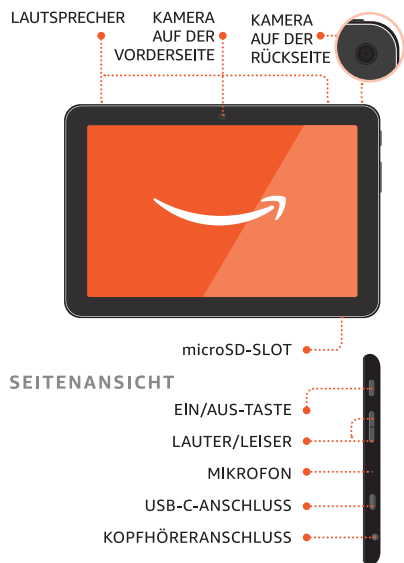 LAUTSPRECHER
KAMERA
AUF DER
VORDERSEITE
KAMERA
AUF DER
RÜCKSEITE
microSD-SLOT
SEITENANSICHT
EIN/AUS-TASTE
LAUTER/LEISER
MIKROFON
USB-C-ANSCHLUSS
KOPFHÖRERANSCHLUSS